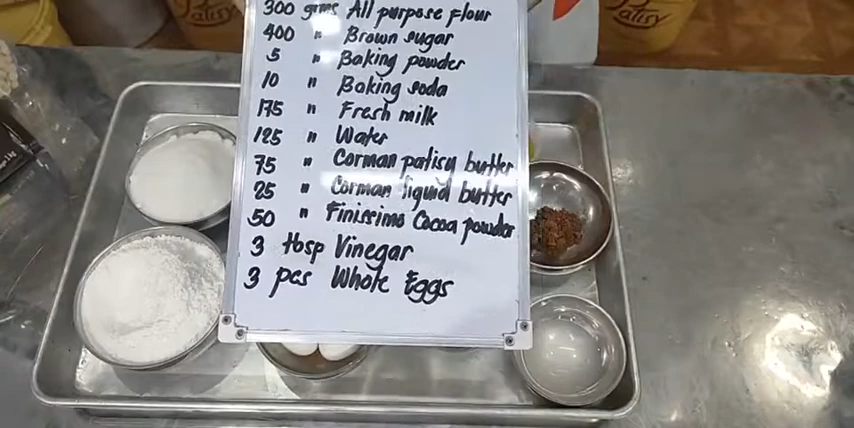 300 grms All purpose flour
400 " Brown sugar
5 " Baking powder
10 " Baking soda
175 " Fresh milk
125 " Water
75 " Corman patisy butter
25 " Corman liquid butter
50 " Finissimo Cocoa powder
3 tbsp Vinegar
3 pcs Whole Eggs